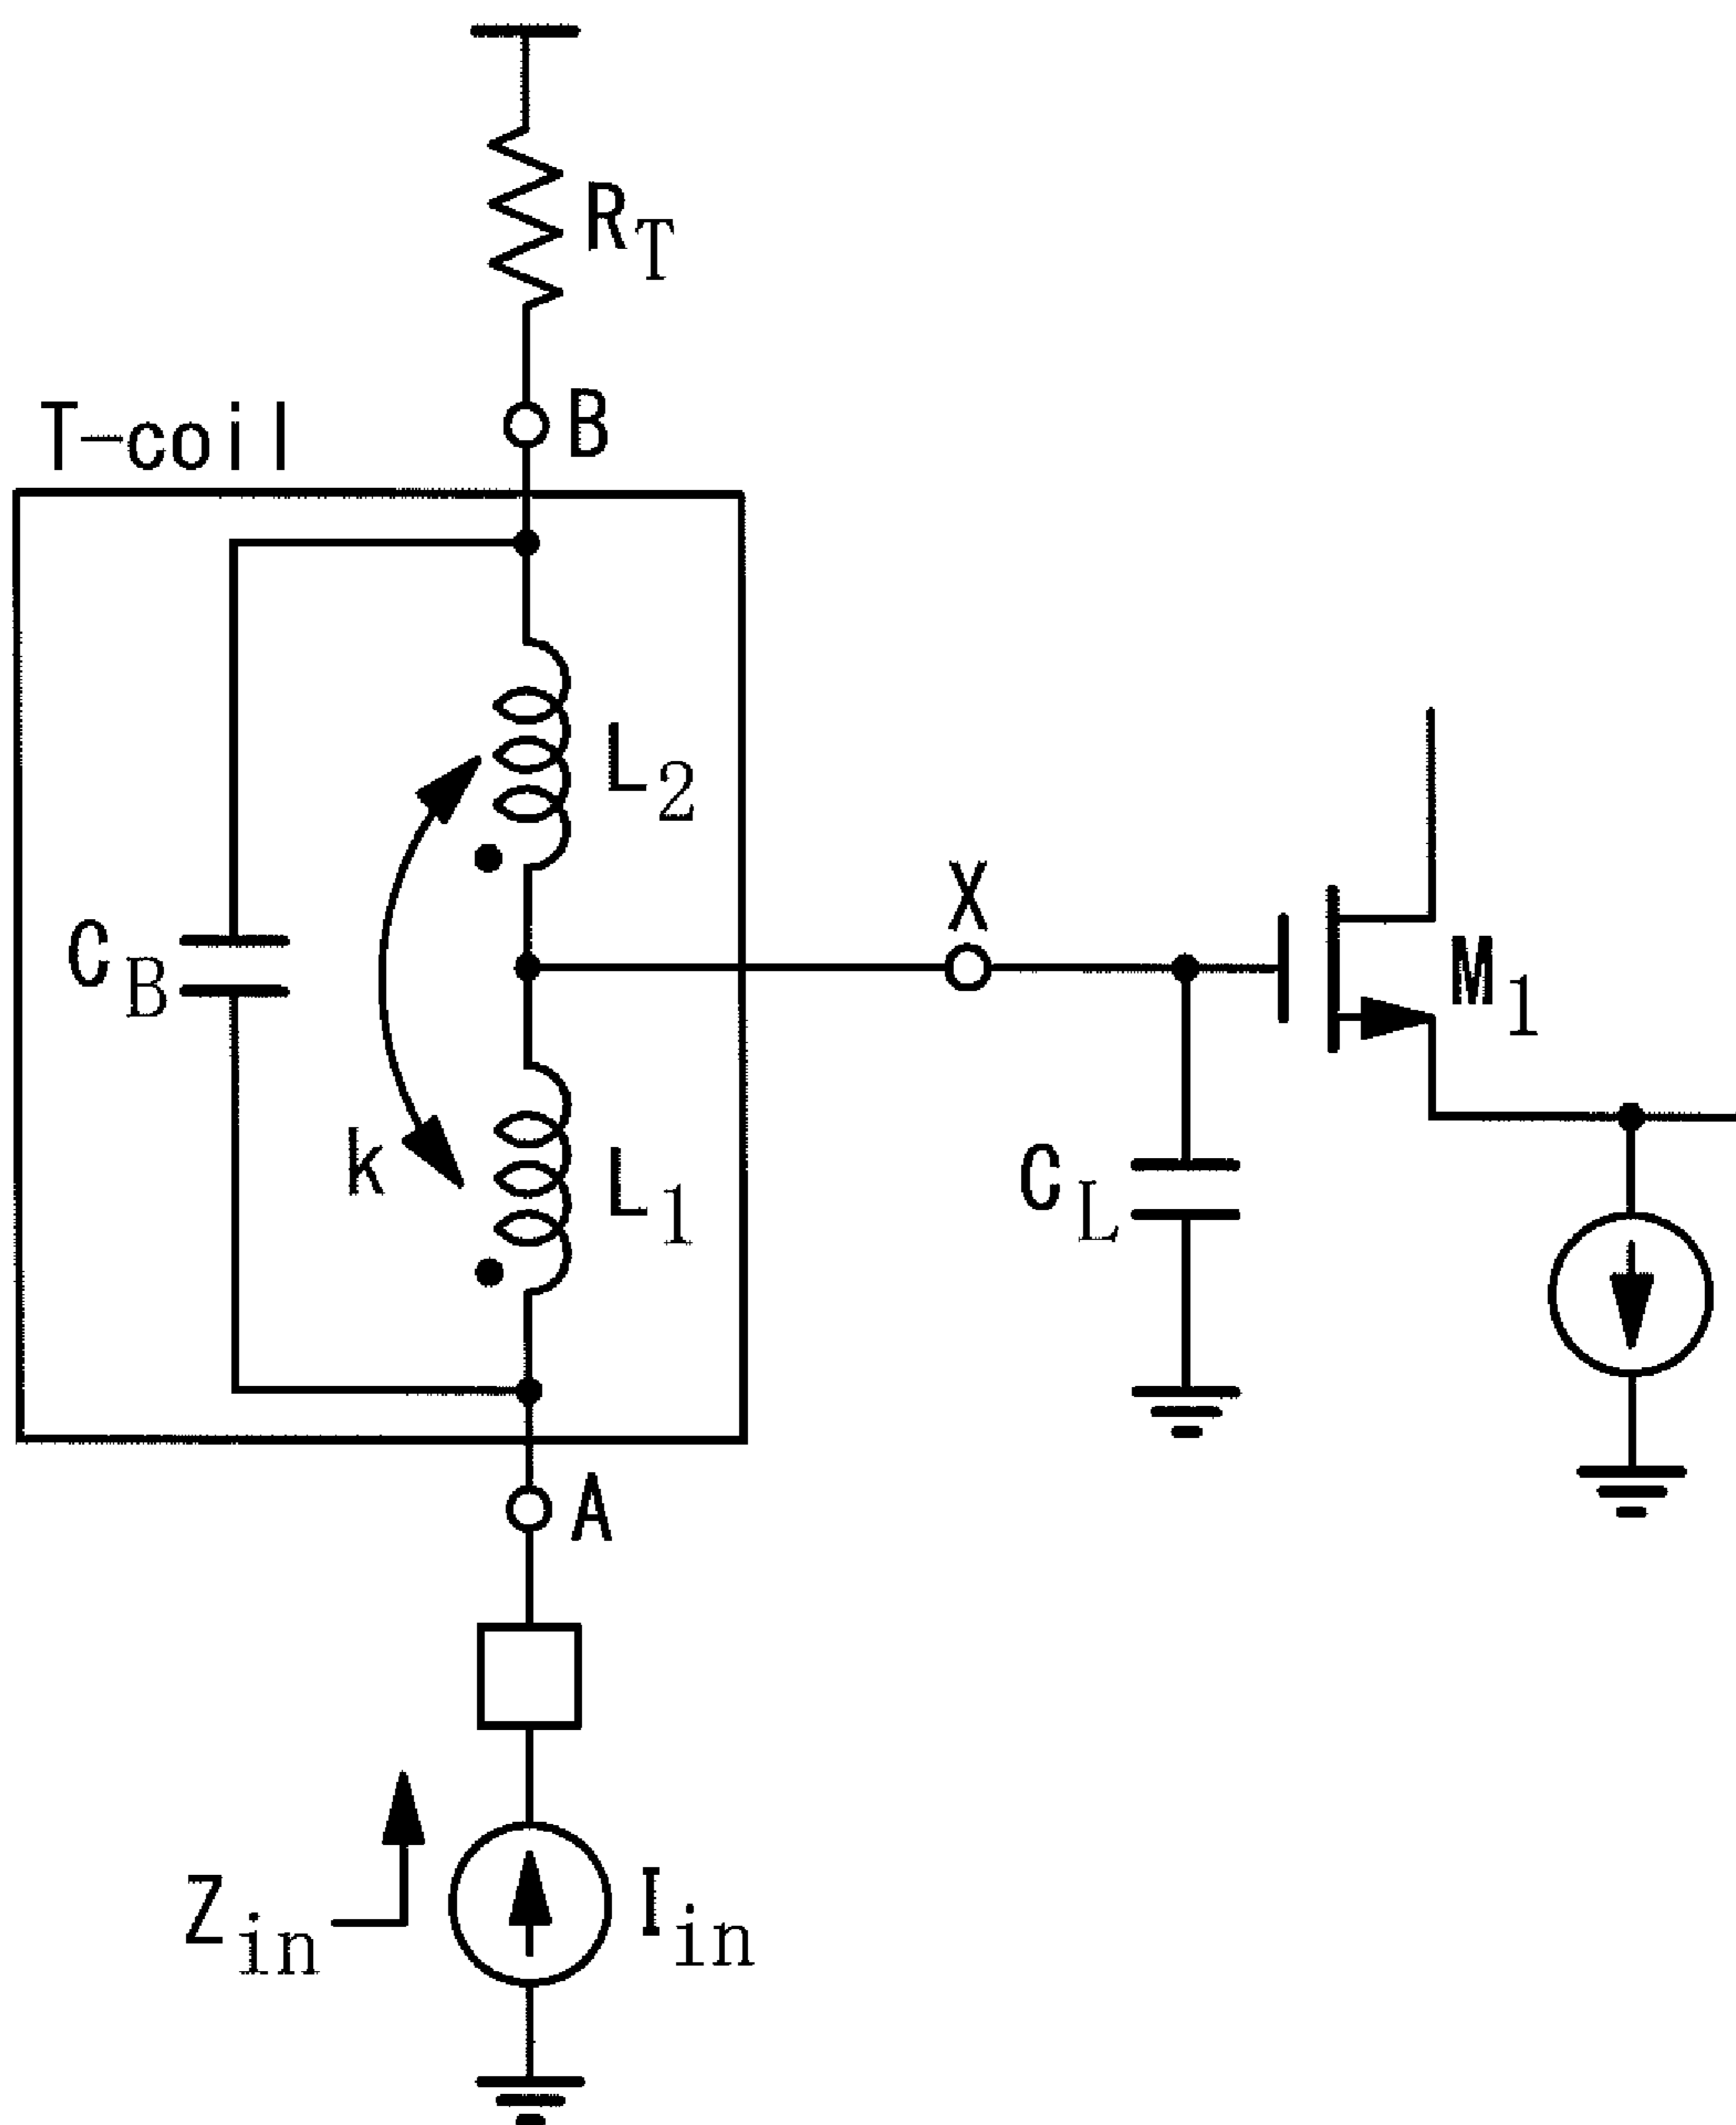 R_T
B
T-coil
L_2
X
C_B
M_1
k
L_1
C_L
A
Z_in
I_in